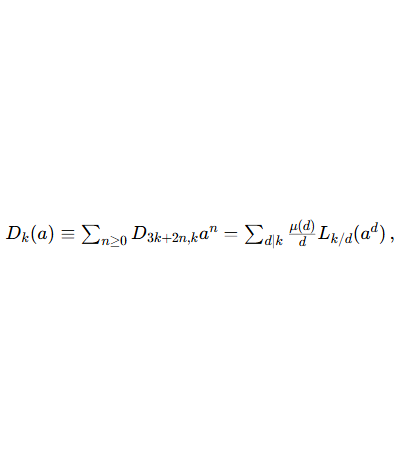 $D_k(a) \equiv \sum_{n \geq 0} D_{3k+2n,k} a^n = \sum_{d|k} \frac{\mu(d)}{d} L_{k/d}(a^d)\,,$